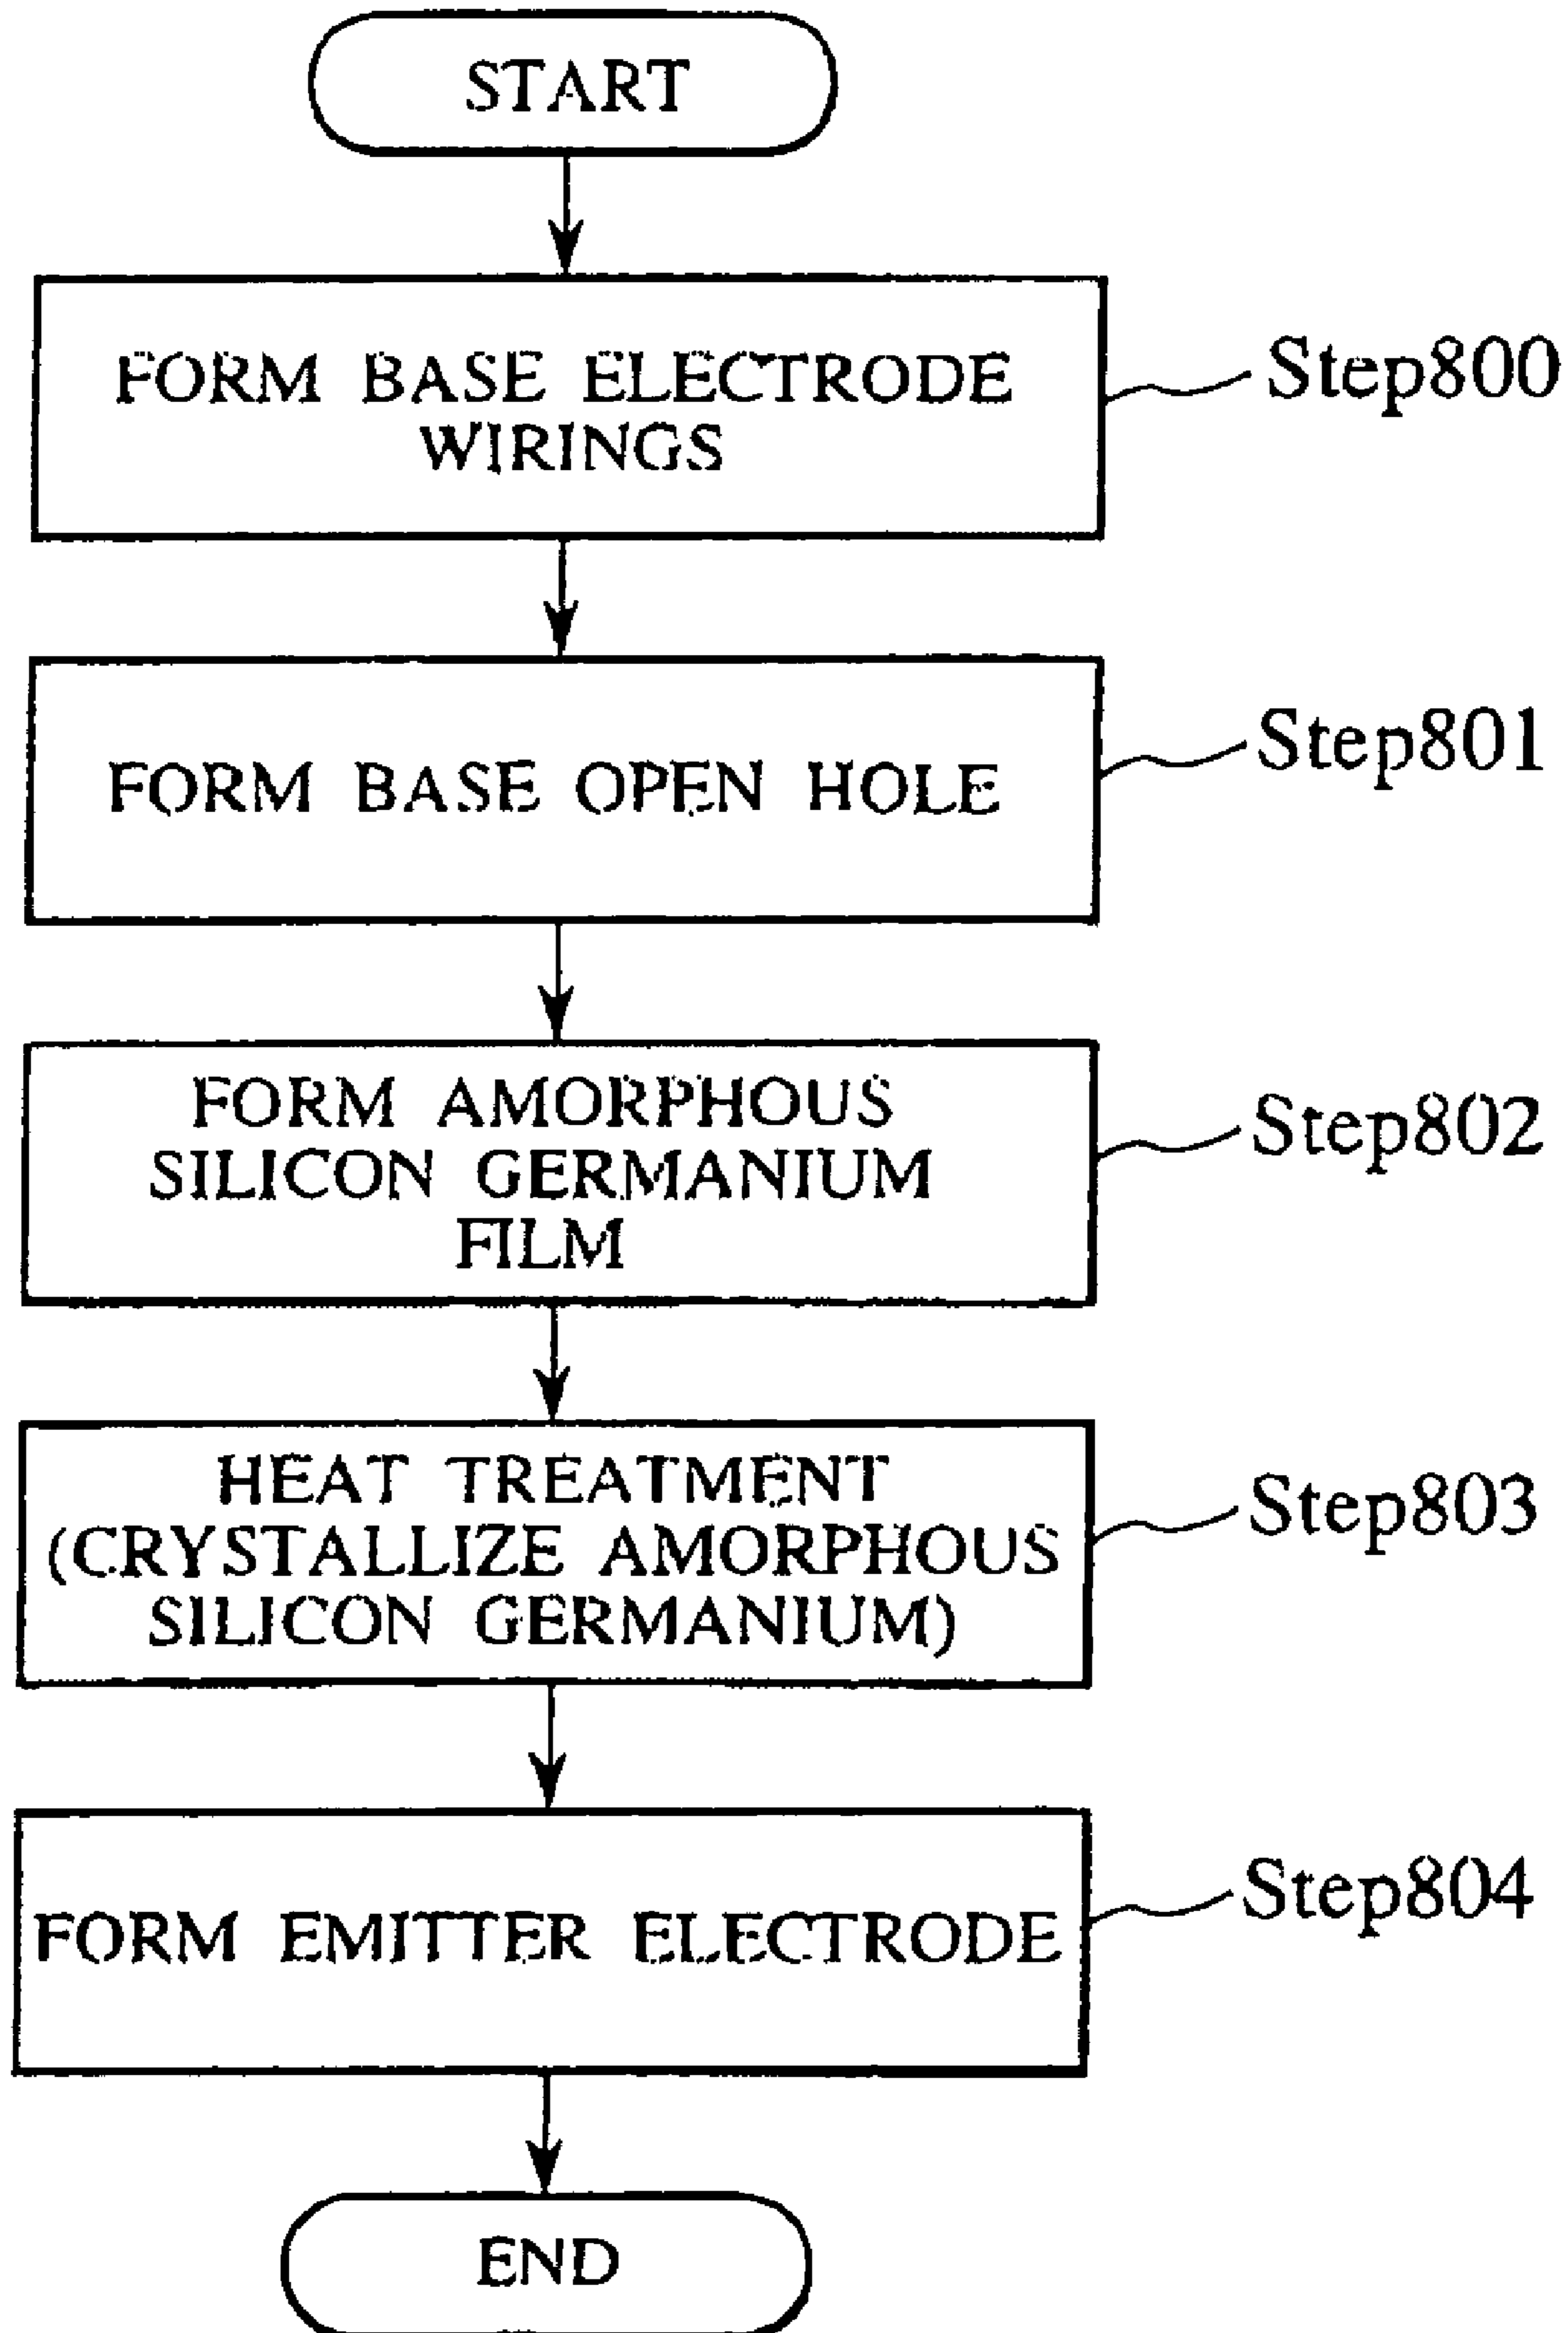 START
FORM BASE ELECTRODE
WIRINGS
Step800
FORM BASE OPEN HOLE
Step801
FORM AMORPHOUS
SILICON GERMANIUM
FILM
Step802
HEAT TREATMENT
(CRYSTALLIZE AMORPHOUS
SILICON GERMANIUM)
Step803
FORM EMITTER ELECTRODE
Step804
END